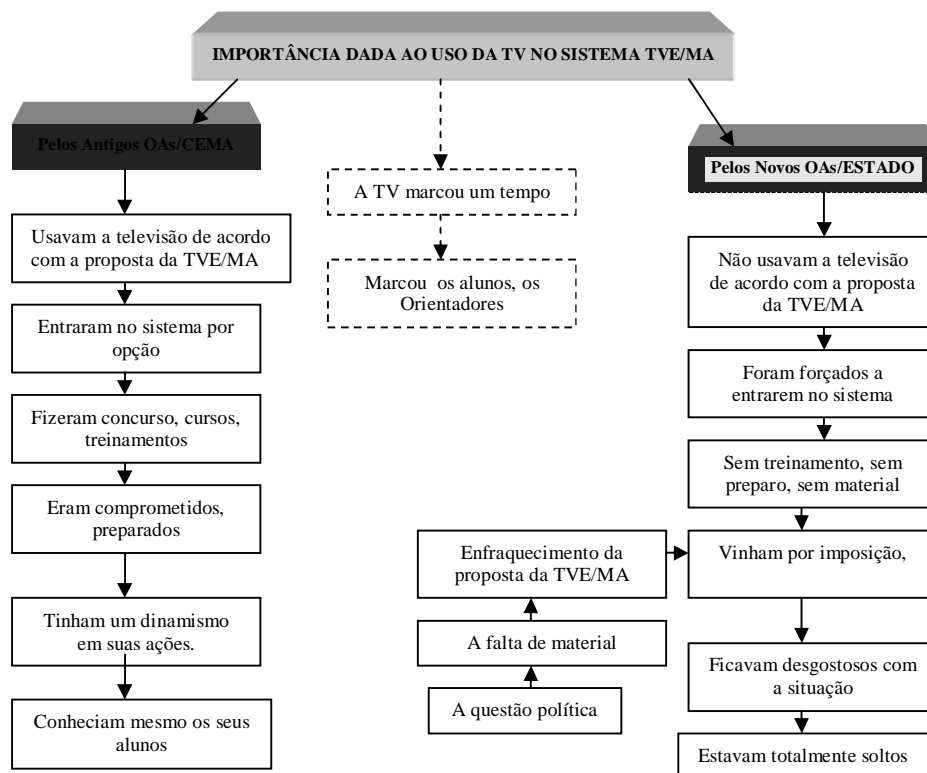 IMPORTÂNCIA DADA AO USO DA TV NO SISTEMA TVE/MA
Pelos Antigos OAs/CEMA
Usavam a televisão de acordo
com a proposta da TVE/MA
Entraram no sistema por
opção
Fizeram concurso, cursos,
treinamentos
Eram comprometidos,
preparados
Tinham um dinamismo
em suas ações.
Conheciam mesmo os seus
alunos
A TV marcou um tempo
Marcou os alunos, os
Orientadores
Pelos Novos OAs/ESTADO
Não usavam a televisão
de acordo com a proposta
da TVE/MA
Foram forçados a
entrarem no sistema
Sem treinamento, sem
preparo, sem material
Vinham por imposição,
Ficavam desgostosos com
a situação
Estavam totalmente soltos
Enfraquecimento da
proposta da TVE/MA
A falta de material
A questão política